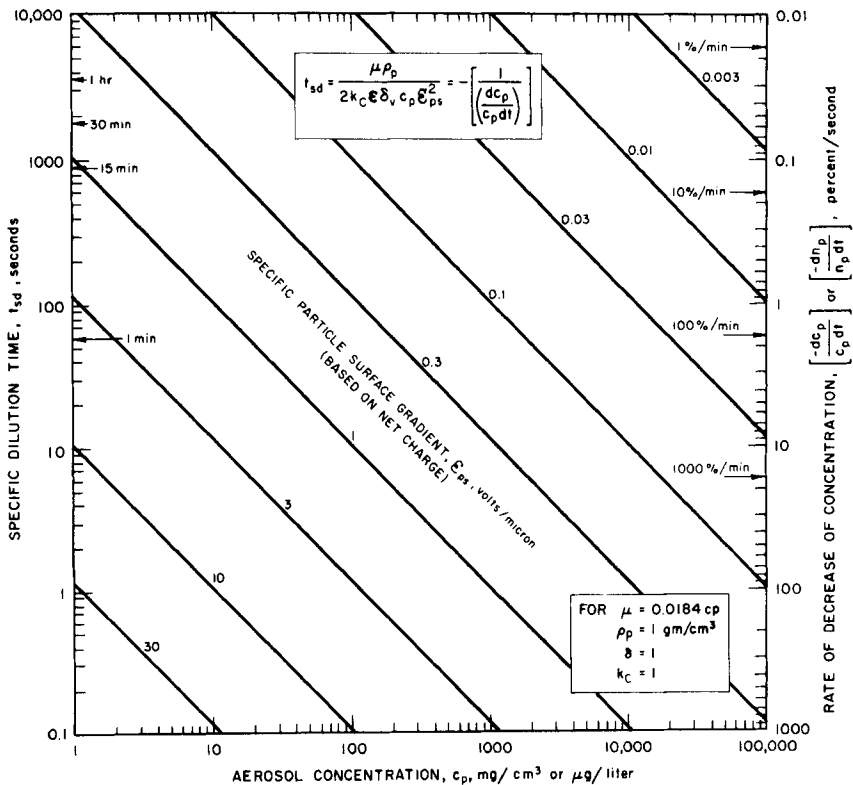 10,000
1000
100
10
1
0.1
1 hr
30 min
15 min
1 min
SPECIFIC DILUTION TIME, t_sd, seconds
t_sd = μρ_p / (2k_C ε δ_v c_p ℰ_ps^2) = -[1 / (dc_p / c_p dt)]
SPECIFIC PARTICLE SURFACE GRADIENT, ℰ_ps, volts/micron
(BASED ON NET CHARGE)
0.003
0.01
0.03
0.1
0.3
1
3
10
30
FOR μ = 0.0184 cp
ρ_p = 1 gm/cm³
δ = 1
k_C = 1
1%/min
10%/min
100%/min
1000%/min
0.01
0.1
1
10
100
1000
RATE OF DECREASE OF CONCENTRATION, [-dc_p / c_p dt] or [-dn_p / n_p dt], percent/second
1
10
100
1000
10,000
100,000
AEROSOL CONCENTRATION, c_p, mg/cm³ or μg/liter